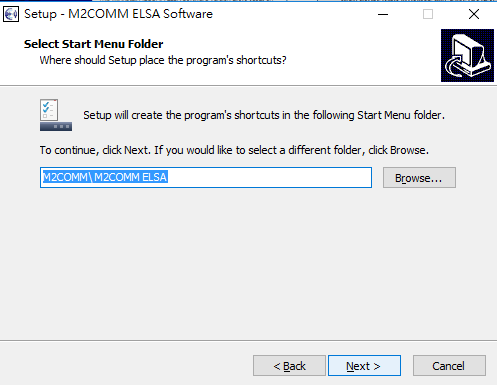 Setup - M2COMM ELSA Software
Select Start Menu Folder
Where should Setup place the program's shortcuts?
Setup will create the program's shortcuts in the following Start Menu folder.
To continue, click Next. If you would like to select a different folder, click Browse.
M2COMM\ M2COMM ELSA
Browse...
< Back
Next >
Cancel